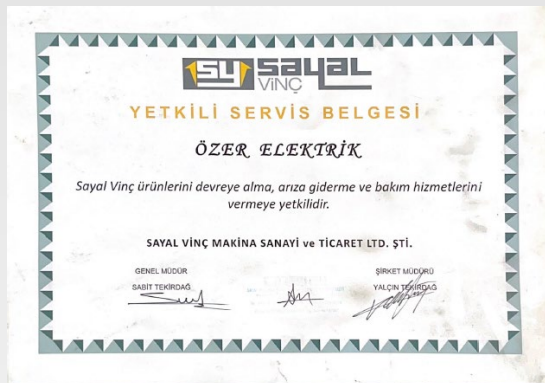 SY SAYAL
VİNÇ
YETKİLİ SERVİS BELGESİ
ÖZER ELEKTRİK
Sayal Vinç ürünlerini devreye alma, arıza giderme ve bakım hizmetlerini
vermeye yetkilidir.
SAYAL VİNÇ MAKİNA SANAYİ ve TİCARET LTD. ŞTİ.
GENEL MÜDÜR
SABİT TEKİRDAĞ
ŞİRKET MÜDÜRÜ
YALÇIN TEKİRDAĞ